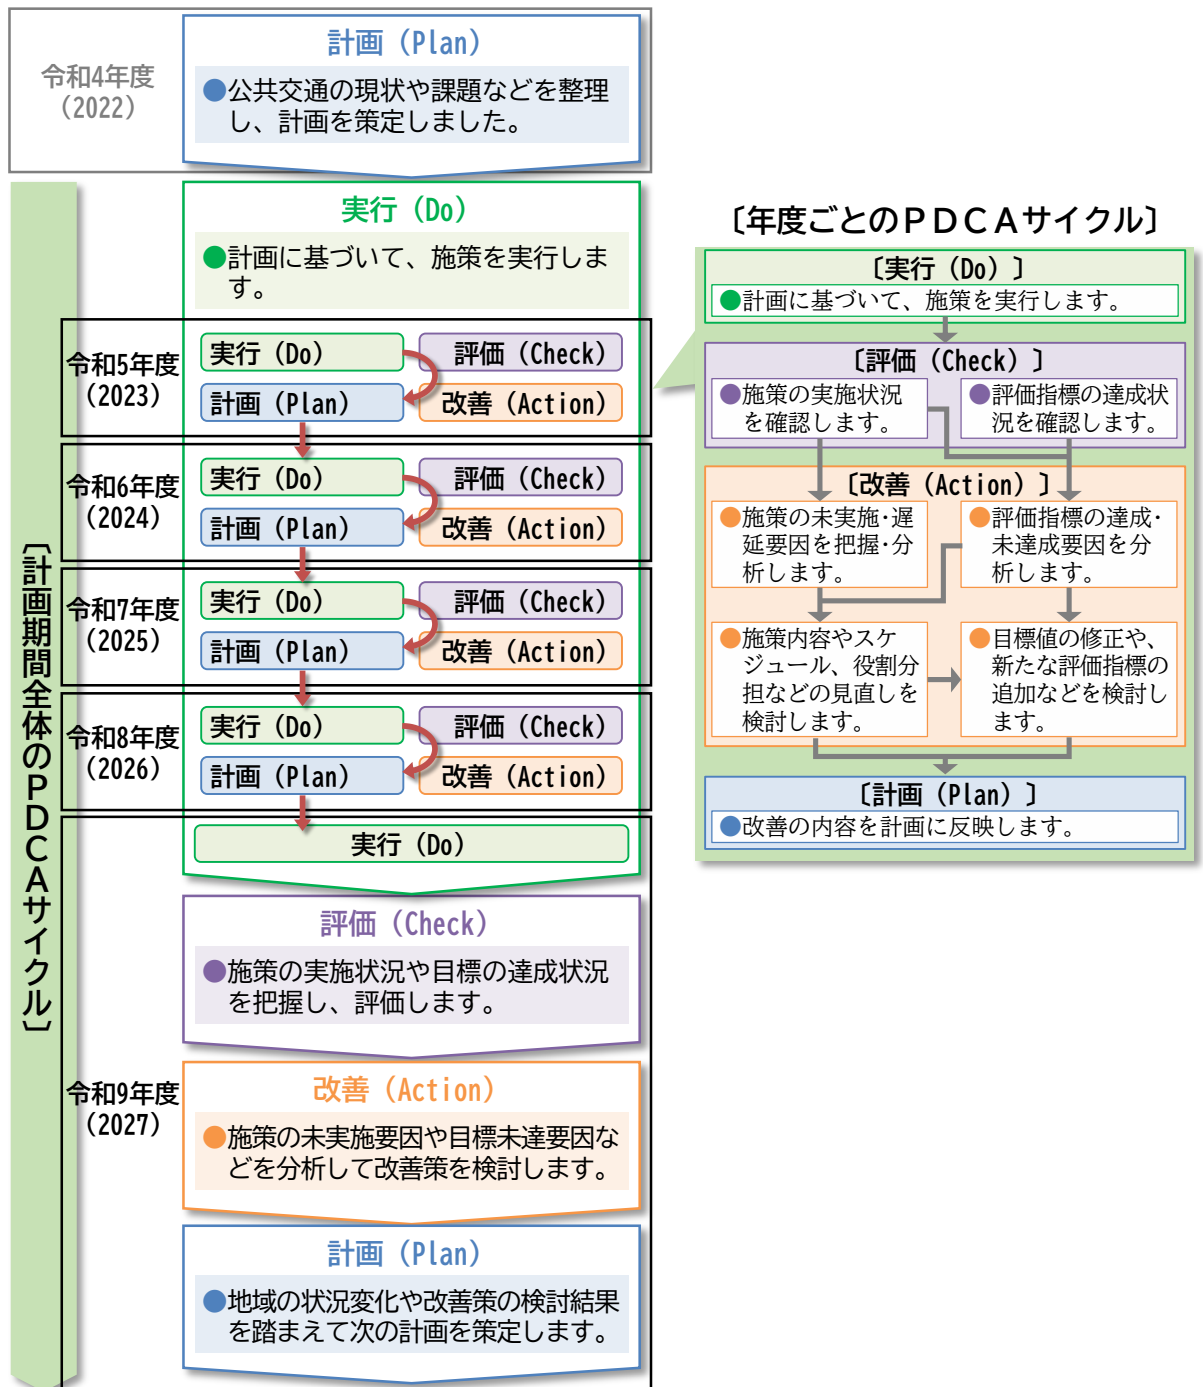 令和4年度
（2022）
計画（Plan）
●公共交通の現状や課題などを整理
し、計画を策定しました。
〔計画期間全体のＰＤＣＡサイクル〕
実行（Do）
●計画に基づいて、施策を実行しま
す。
令和5年度
（2023）
実行（Do）
評価（Check）
計画（Plan）
改善（Action）
令和6年度
（2024）
実行（Do）
評価（Check）
計画（Plan）
改善（Action）
令和7年度
（2025）
実行（Do）
評価（Check）
計画（Plan）
改善（Action）
令和8年度
（2026）
実行（Do）
評価（Check）
計画（Plan）
改善（Action）
令和9年度
（2027）
実行（Do）
評価（Check）
●施策の実施状況や目標の達成状況
を把握し、評価します。
改善（Action）
●施策の未実施要因や目標未達要因な
どを分析して改善策を検討します。
計画（Plan）
●地域の状況変化や改善策の検討結果
を踏まえて次の計画を策定します。
〔年度ごとのＰＤＣＡサイクル〕
〔実行（Do）〕
●計画に基づいて、施策を実行します。
〔評価（Check）〕
●施策の実施状況
を確認します。
●評価指標の達成状
況を確認します。
〔改善（Action）〕
●施策の未実施･遅
延要因を把握･分
析します。
●評価指標の達成･
未達成要因を分
析します。
●施策内容やスケ
ジュール、役割分
担などの見直しを
検討します。
●目標値の修正や、
新たな評価指標の
追加などを検討し
ます。
〔計画（Plan）〕
●改善の内容を計画に反映します。